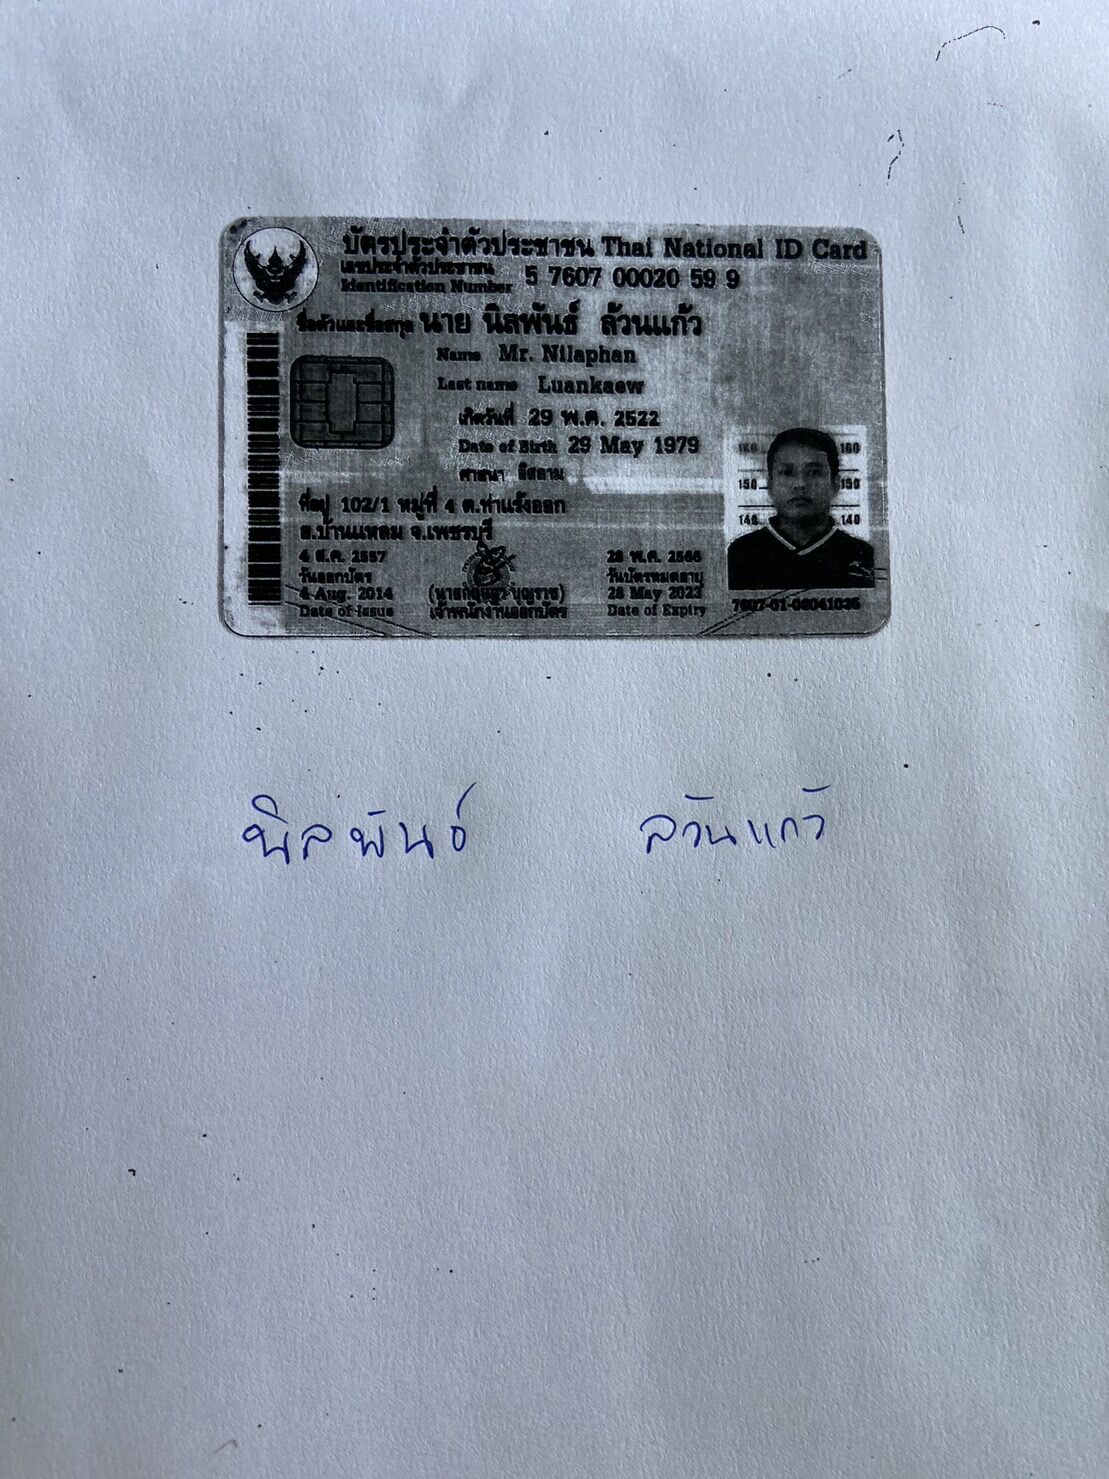 บัตรประจำตัวประชาชน Thai National ID Card
เลขประจำตัวประชาชน
Identification Number 5 7607 00020 59 9
ชื่อตัวและชื่อสกุล นาย นิลพันธ์ ล้วนแก้ว
Name Mr. Nilaphan
Last name Luankaew
เกิดวันที่ 29 พ.ค. 2522
Date of Birth 29 May 1979
ศาสนา อิสลาม
ที่อยู่ 102/1 หมู่ที่ 4 ต.ท่าแร้งออก
อ.บ้านแหลม จ.เพชรบุรี
4 ส.ค. 2557
วันออกบัตร
4 Aug. 2014
Date of Issue
เจ้าพนักงานออกบัตร
28 พ.ค. 2566
วันบัตรหมดอายุ
28 May 2023
Date of Expiry
160 160
150 150
140 140
นิลพันธ์ ล้วนแก้ว